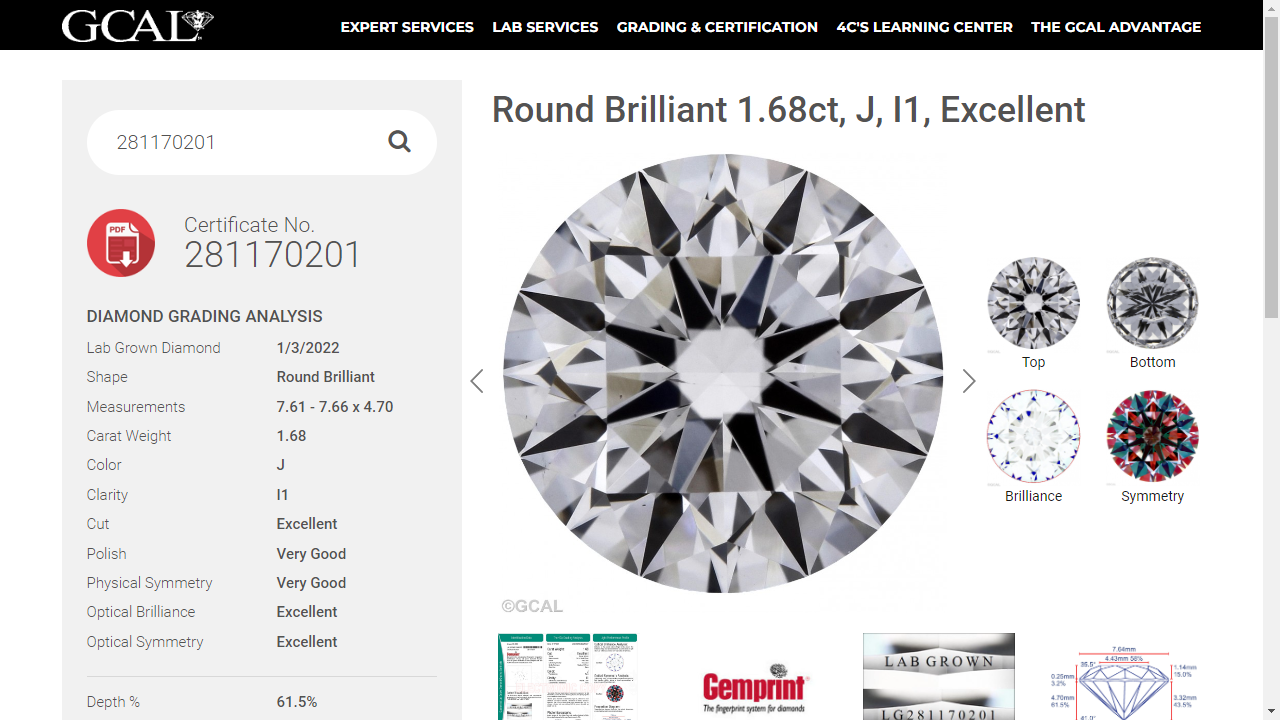 GCAL
EXPERT SERVICES LAB SERVICES GRADING & CERTIFICATION 4C'S LEARNING CENTER THE GCAL ADVANTAGE
281170201
PDF
Certificate No.
281170201
DIAMOND GRADING ANALYSIS
Lab Grown Diamond 1/3/2022
Shape Round Brilliant
Measurements 7.61 - 7.66 x 4.70
Carat Weight 1.68
Color J
Clarity I1
Cut Excellent
Polish Very Good
Physical Symmetry Very Good
Optical Brilliance Excellent
Optical Symmetry Excellent
Depth % 61.5%
Round Brilliant 1.68ct, J, I1, Excellent
©GCAL
Top Bottom
Brilliance Symmetry
Gemprint
The fingerprint system for diamonds
LAB GROWN
LG281170201
7.64mm
4.43mm 58%
35.5°
1.14mm
15.0%
0.25mm
3.2%
4.70mm
61.5%
3.32mm
43.5%